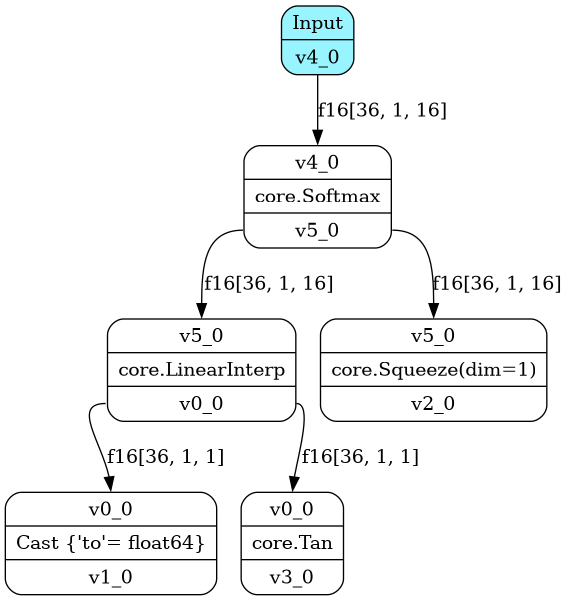 Input
v4_0
f16[36, 1, 16]
v4_0
core.Softmax
v5_0
f16[36, 1, 16]
f16[36, 1, 16]
v5_0
core.LinearInterp
v0_0
v5_0
core.Squeeze(dim=1)
v2_0
f16[36, 1, 1]
f16[36, 1, 1]
v0_0
Cast {'to'= float64}
v1_0
v0_0
core.Tan
v3_0